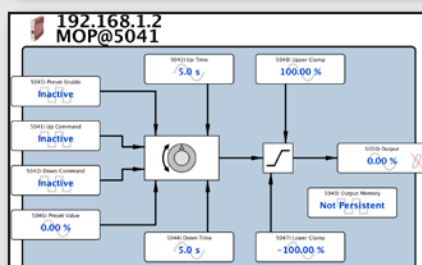 192.168.1.2
MOP@5041
5043) Up Time
5.0 s
5048) Upper Clamp
100.00 %
5045) Preset Enable
Inactive
5041) Up Command
Inactive
5050) Output
0.00 %
5042) Down Command
Inactive
5049) Output Memory
Not Persistent
5046) Preset Value
0.00 %
5044) Down Time
5.0 s
5047) Lower Clamp
-100.00 %